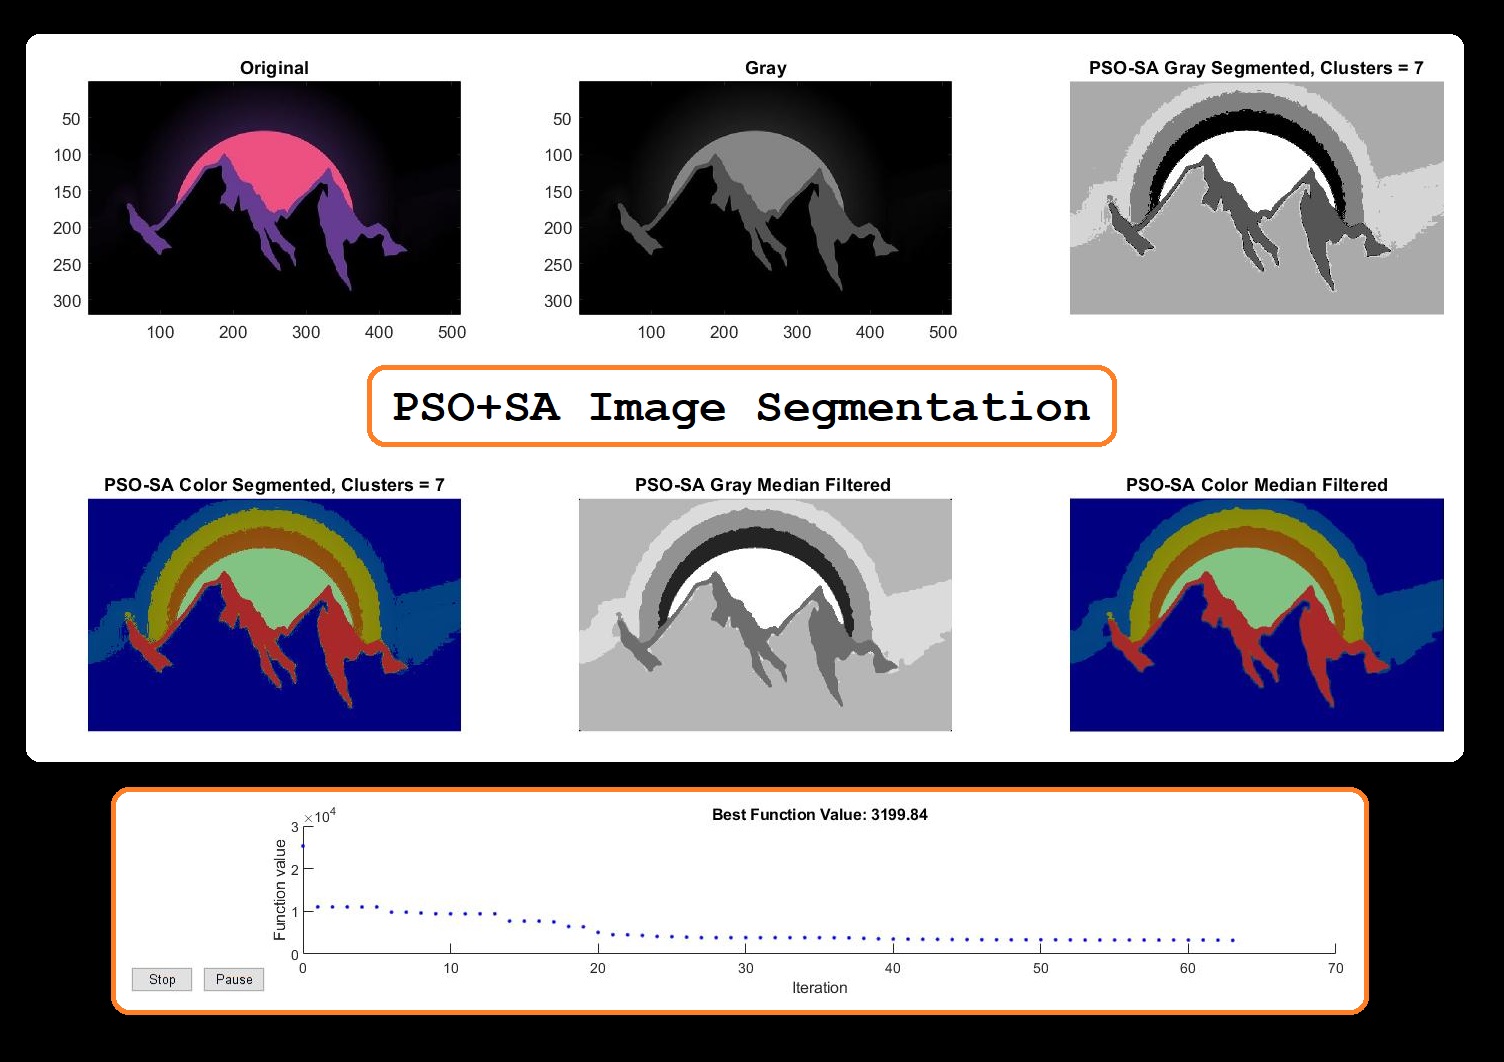 Original
50
100
150
200
250
300
100 200 300 400 500
Gray
50
100
150
200
250
300
100 200 300 400 500
PSO-SA Gray Segmented, Clusters = 7
PSO+SA Image Segmentation
PSO-SA Color Segmented, Clusters = 7
PSO-SA Gray Median Filtered
PSO-SA Color Median Filtered
Best Function Value: 3199.84
×10⁴
3
2
1
0
Function value
0 10 20 30 40 50 60 70
Iteration
Stop
Pause